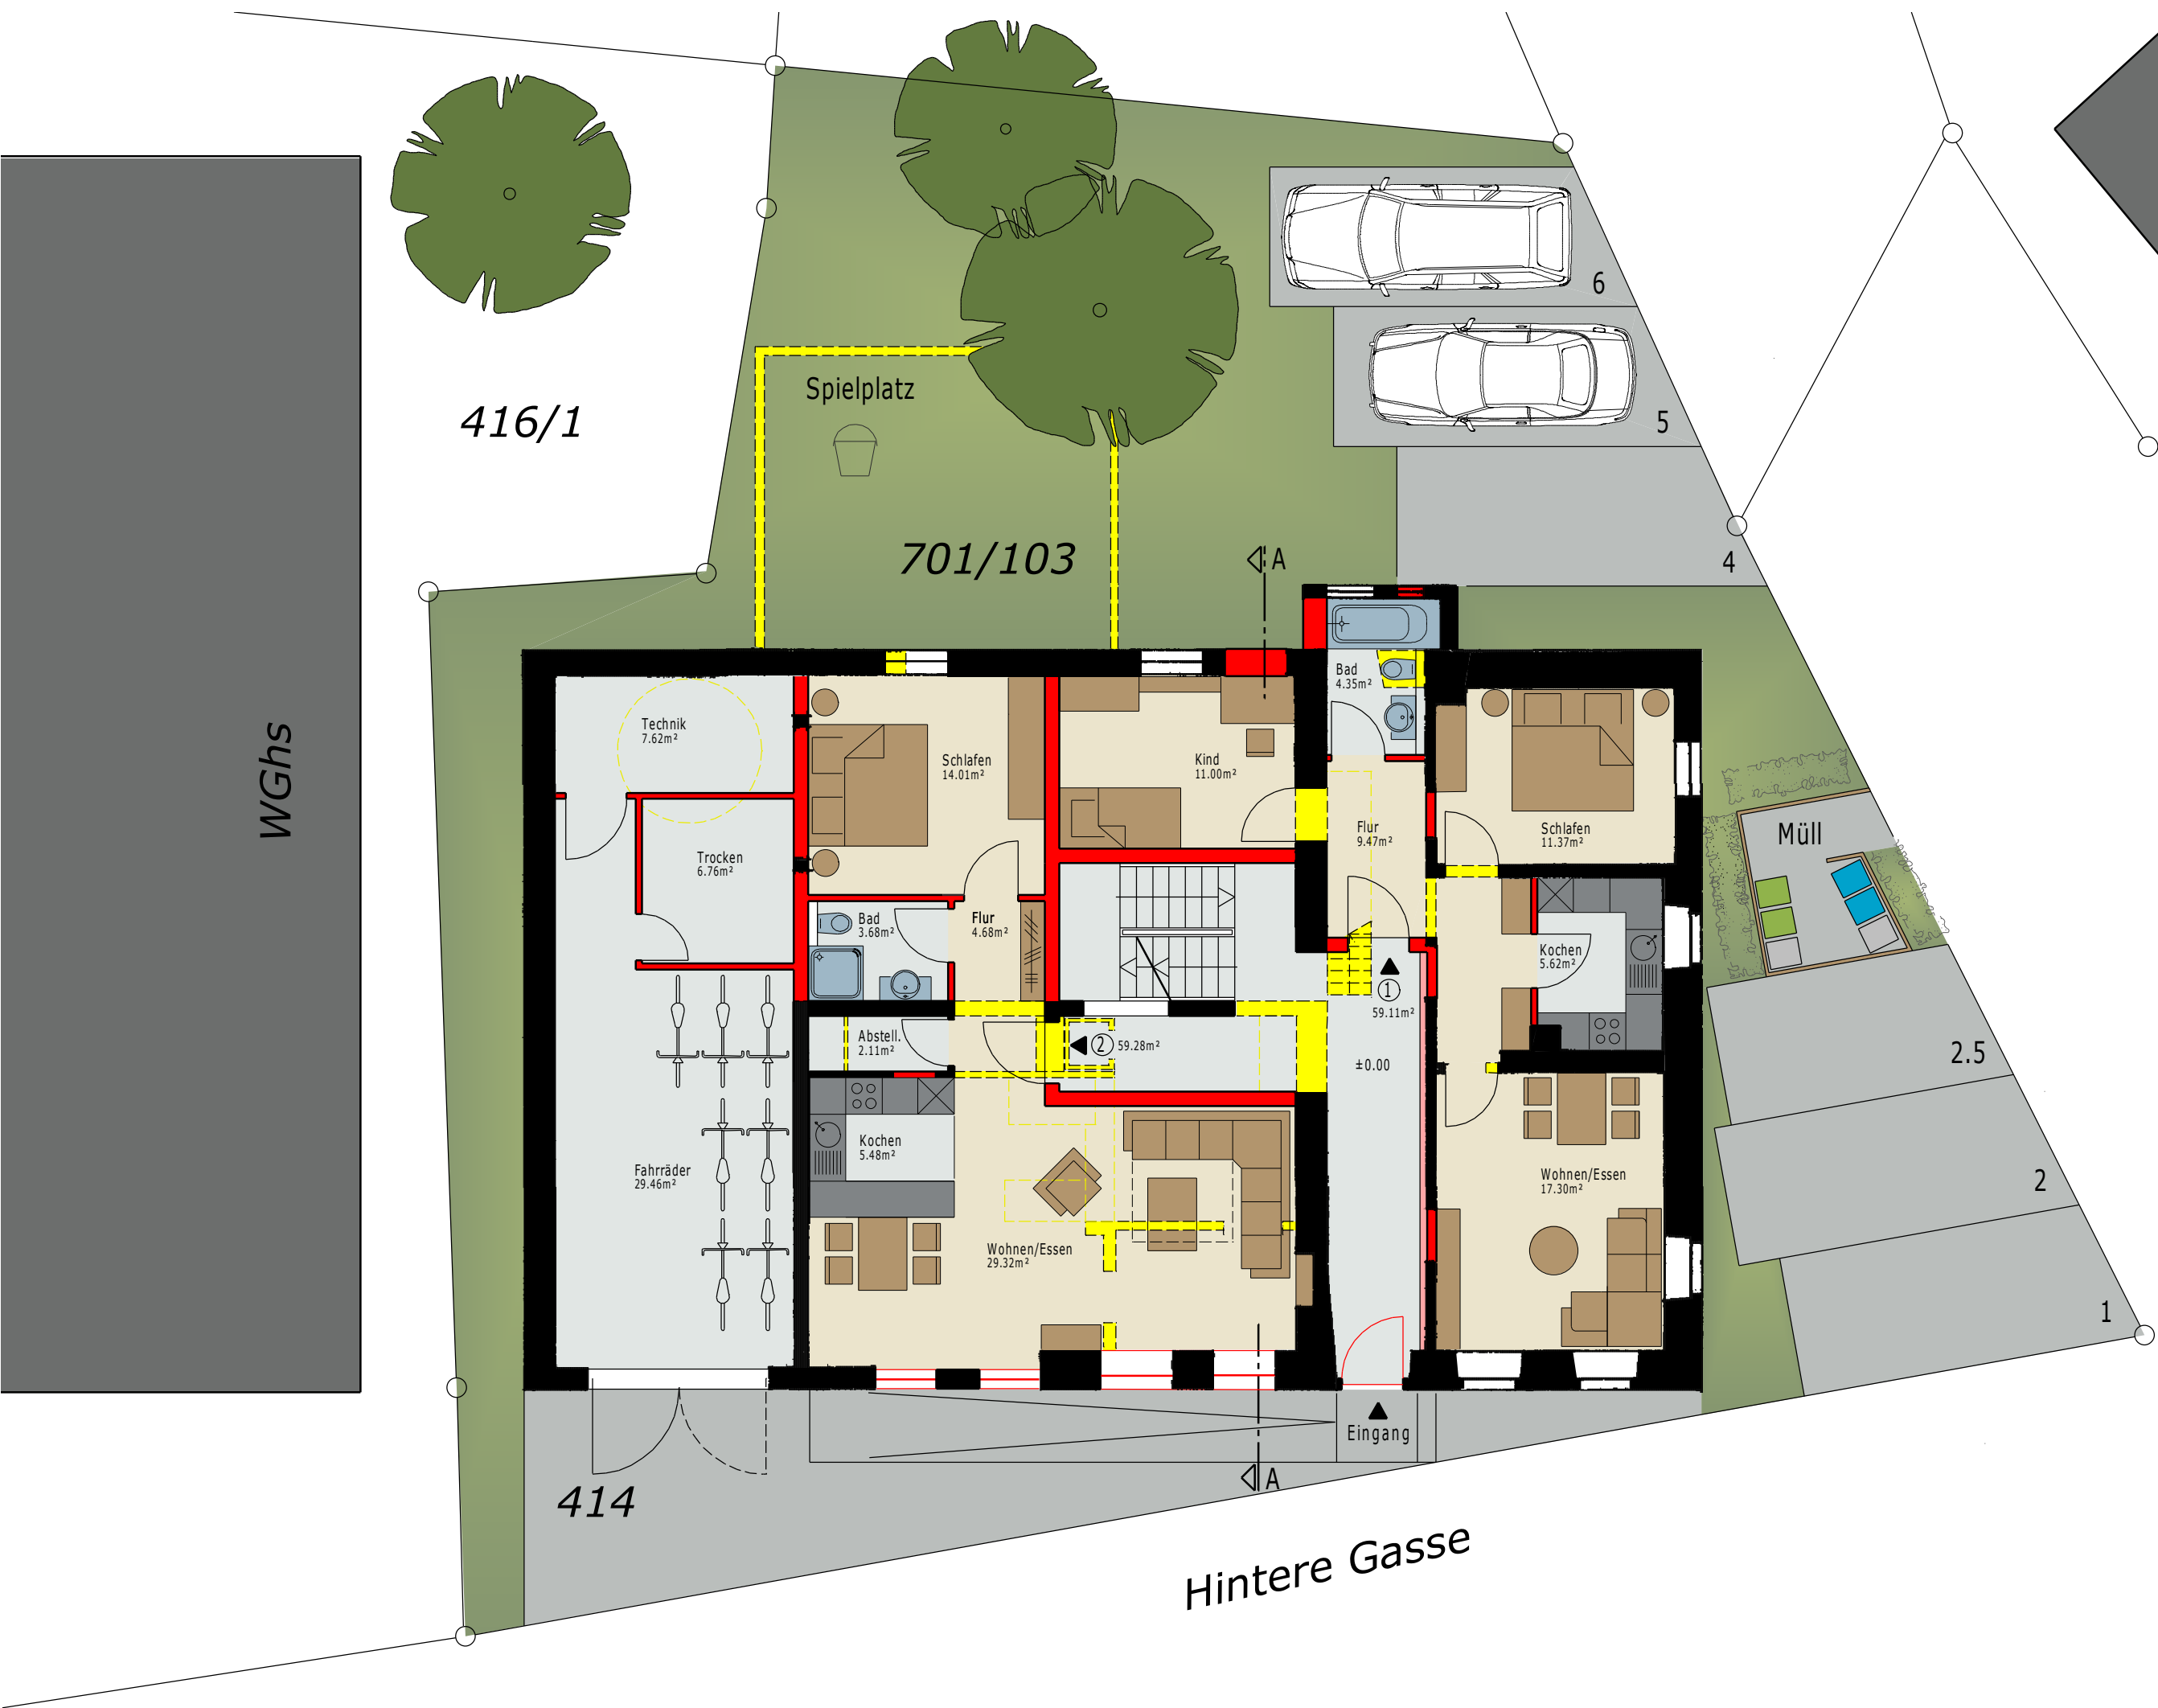 6
Spielplatz
416/1
5
701/103
A
4
Bad
4.35m²
Technik
7.62m²
WGhs
Schlafen
14.01m²
Kind
11.00m²
Flur
9.47m²
Schlafen
11.37m²
Müll
Trocken
6.76m²
Bad
3.68m²
Flur
4.68m²
Kochen
5.62m²
1
59.11m²
Abstell.
2.11m²
2
59.28m²
±0.00
2.5
Kochen
5.48m²
Fahrräder
29.46m²
Wohnen/Essen
17.30m²
2
Wohnen/Essen
29.32m²
1
Eingang
A
414
Hintere Gasse